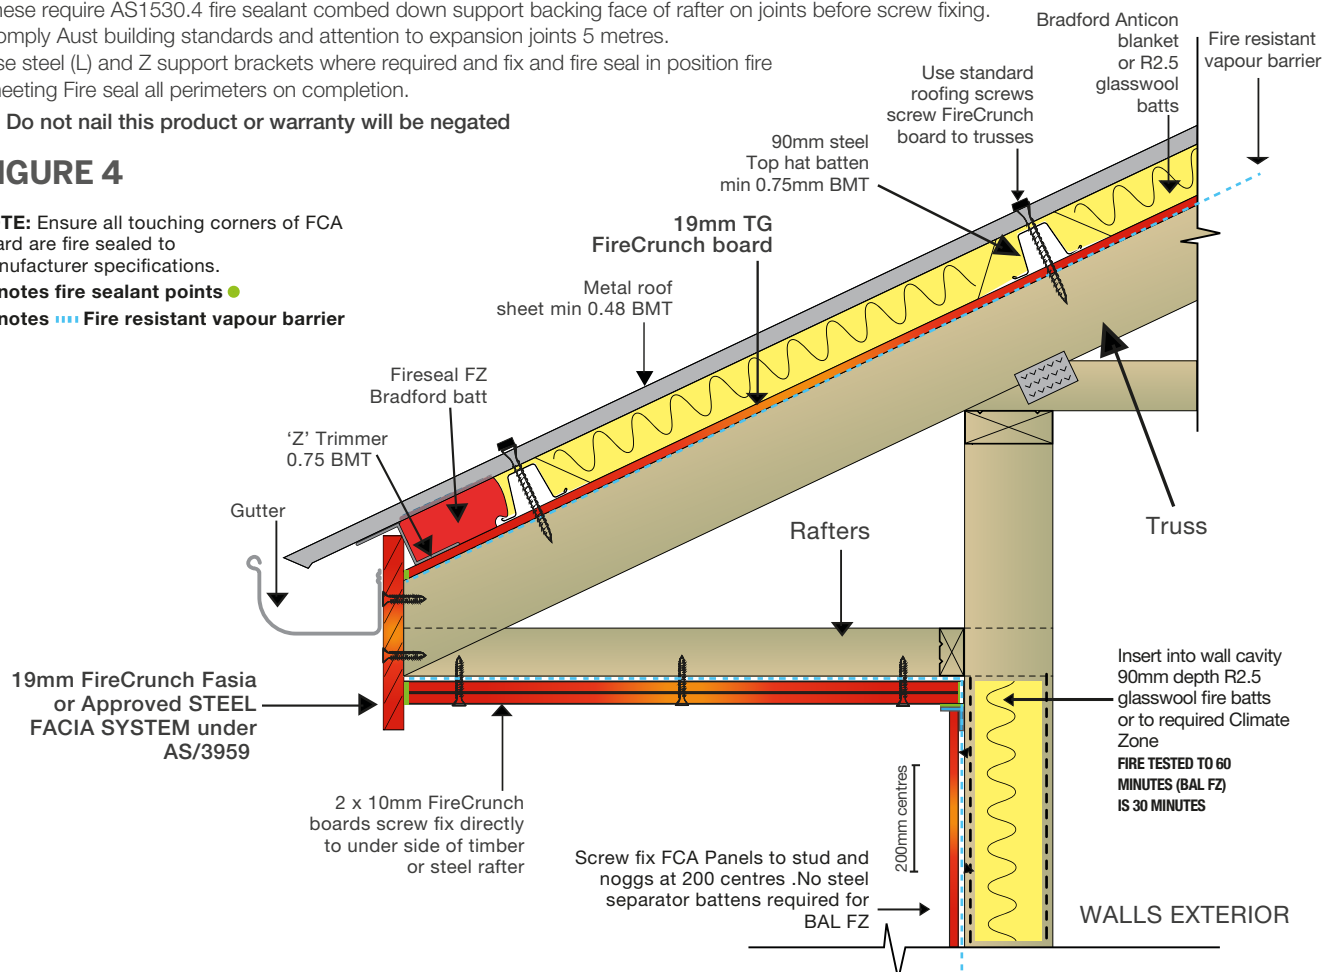 hese require AS1530.4 fire sealant combed down support backing face of rafter on joints before screw fixing.
omply Aust building standards and attention to expansion joints 5 metres.
se steel (L) and Z support brackets where required and fix and fire seal in position fire
heeting Fire seal all perimeters on completion.
Do not nail this product or warranty will be negated
IGURE 4
TE: Ensure all touching corners of FCA
ard are fire sealed to
nufacturer specifications.
notes fire sealant points
notes Fire resistant vapour barrier
Bradford Anticon
blanket
or R2.5
glasswool
batts
Fire resistant
vapour barrier
Use standard
roofing screws
screw FireCrunch
board to trusses
90mm steel
Top hat batten
min 0.75mm BMT
19mm TG
FireCrunch board
Metal roof
sheet min 0.48 BMT
Fireseal FZ
Bradford batt
‘Z’ Trimmer
0.75 BMT
Gutter
Rafters
Truss
19mm FireCrunch Fasia
or Approved STEEL
FACIA SYSTEM under
AS/3959
Insert into wall cavity
90mm depth R2.5
glasswool fire batts
or to required Climate
Zone
FIRE TESTED TO 60
MINUTES (BAL FZ)
IS 30 MINUTES
2 x 10mm FireCrunch
boards screw fix directly
to under side of timber
or steel rafter
200mm centres
Screw fix FCA Panels to stud and
noggs at 200 centres .No steel
separator battens required for
BAL FZ
WALLS EXTERIOR